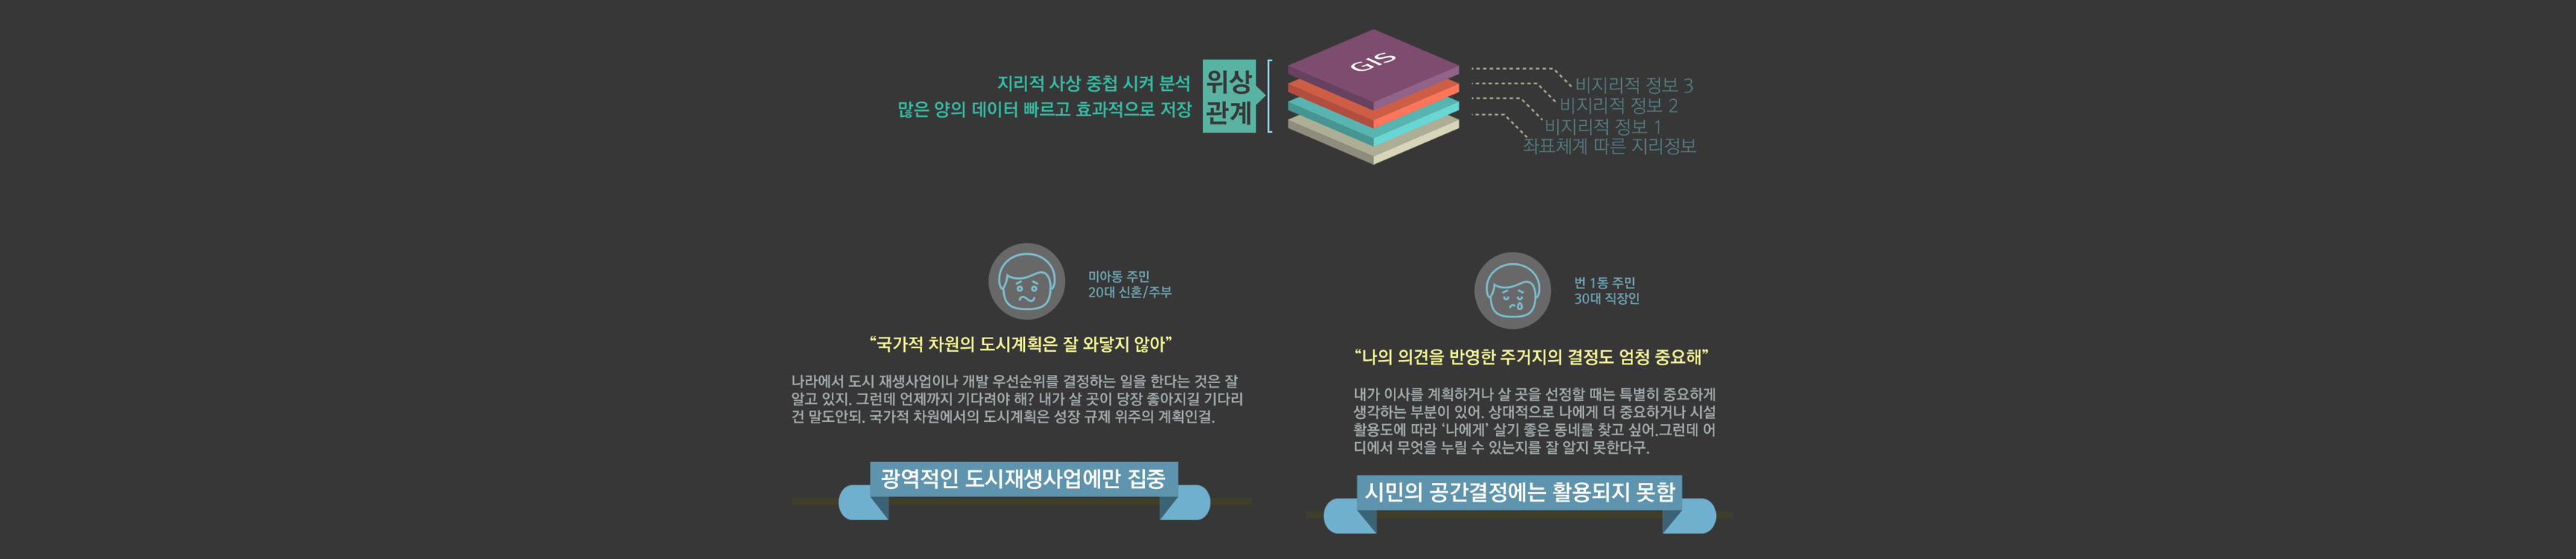 지리적 사상 중첩 시켜 분석
많은 양의 데이터 빠르고 효과적으로 저장
위상
관계
GIS
비지리적 정보 3
비지리적 정보 2
비지리적 정보 1
좌표체계 따른 지리정보
미아동 주민
20대 신혼/주부
“국가적 차원의 도시계획은 잘 와닿지 않아”
나라에서 도시 재생사업이나 개발 우선순위를 결정하는 일을 한다는 것은 잘
알고 있지. 그런데 언제까지 기다려야 해? 내가 살 곳이 당장 좋아지길 기다리
건 말도안되. 국가적 차원에서의 도시계획은 성장 규제 위주의 계획인걸.
광역적인 도시재생사업에만 집중
번 1동 주민
30대 직장인
“나의 의견을 반영한 주거지의 결정도 엄청 중요해”
내가 이사를 계획하거나 살 곳을 선정할 때는 특별히 중요하게
생각하는 부분이 있어. 상대적으로 나에게 더 중요하거나 시설
활용도에 따라 ‘나에게’ 살기 좋은 동네를 찾고 싶어.그런데 어
디에서 무엇을 누릴 수 있는지를 잘 알지 못한다구.
시민의 공간결정에는 활용되지 못함